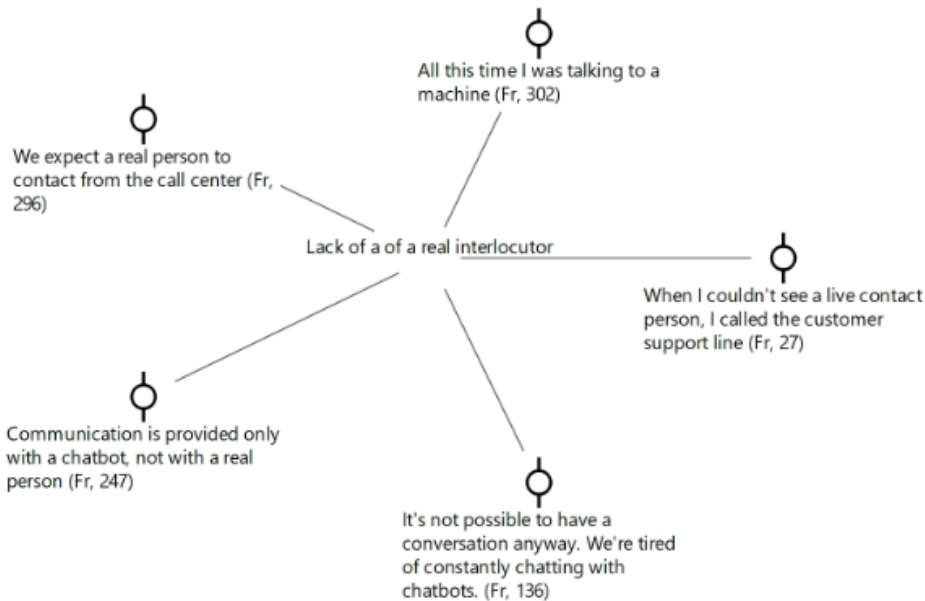 All this time I was talking to a
machine (Fr, 302)
We expect a real person to
contact from the call center (Fr,
296)
Lack of a of a real interlocutor
When I couldn't see a live contact
person, I called the customer
support line (Fr, 27)
Communication is provided only
with a chatbot, not with a real
person (Fr, 247)
It's not possible to have a
conversation anyway. We're tired
of constantly chatting with
chatbots. (Fr, 136)